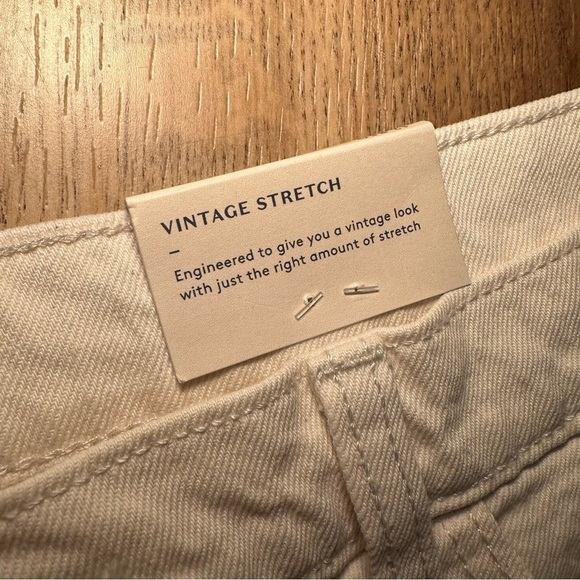 VINTAGE STRETCH
–
Engineered to give you a vintage look
with just the right amount of stretch